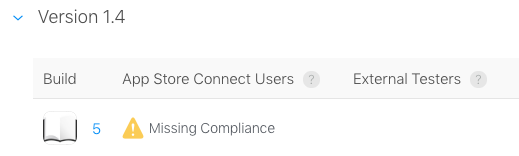 Version 1.4
Build App Store Connect Users ? External Testers ?
5 Missing Compliance